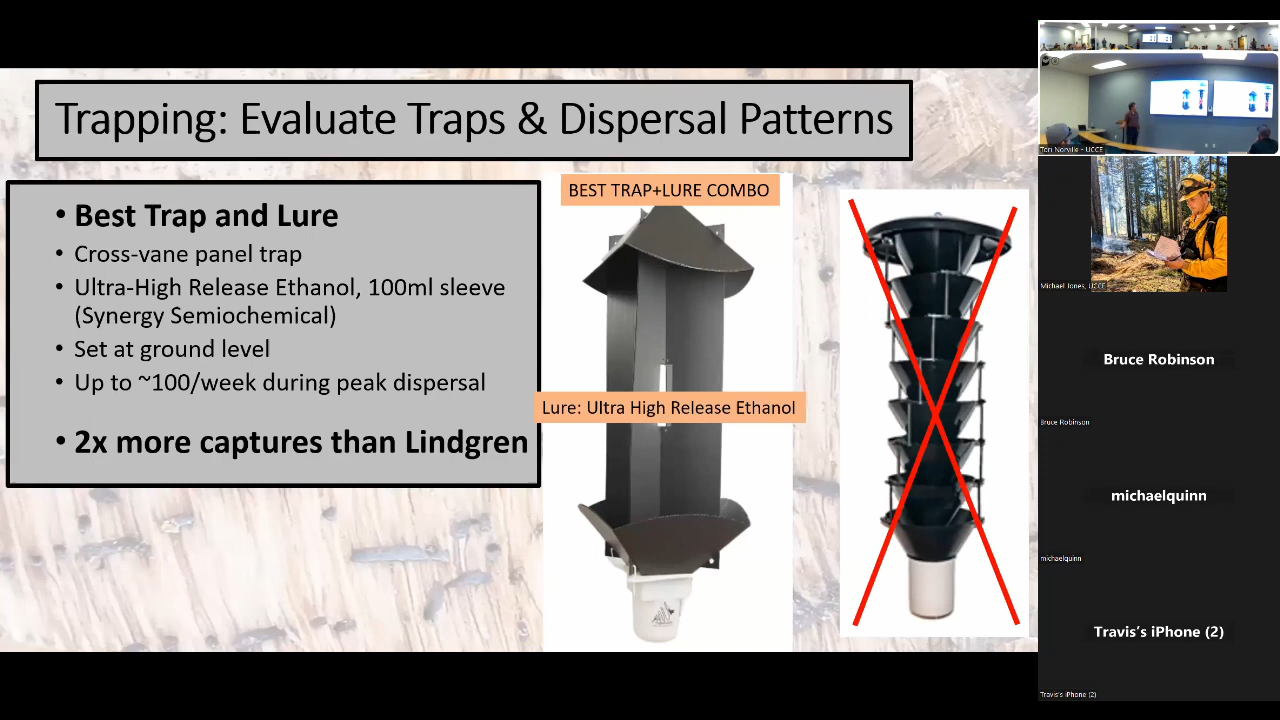 Trapping: Evaluate Traps & Dispersal Patterns
• Best Trap and Lure
• Cross-vane panel trap
• Ultra-High Release Ethanol, 100ml sleeve
(Synergy Semiochemical)
• Set at ground level
• Up to ~100/week during peak dispersal
• 2x more captures than Lindgren
BEST TRAP+LURE COMBO
Lure: Ultra High Release Ethanol
Tori Norville - UCCE
Michael Jones, UCCE
Bruce Robinson
Bruce Robinson
michaelquinn
michaelquinn
Travis's iPhone (2)
Travis's iPhone (2)